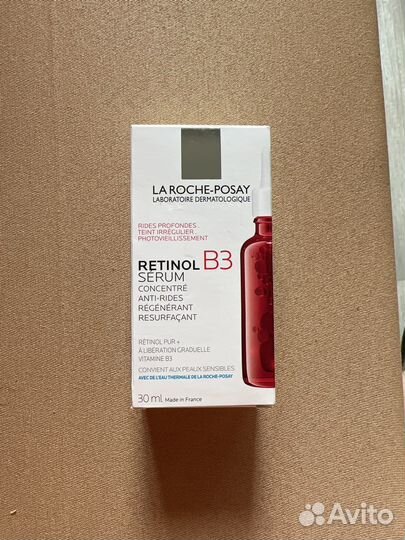 LA ROCHE-POSAY
LABORATOIRE DERMATOLOGIQUE
RIDES PROFONDES
TEINT IRRÉGULIER
PHOTOVIEILLISSEMENT
RETINOL B3
SERUM
CONCENTRÉ
ANTI-RIDES
RÉGÉNÉRANT
RESURFAÇANT
RÉTINOL PUR +
À LIBÉRATION GRADUELLE
VITAMINE B3
CONVIENT AUX PEAUX SENSIBLES
AVEC DE L'EAU THERMALE DE LA ROCHE-POSAY
30 ml Made in France
Avito